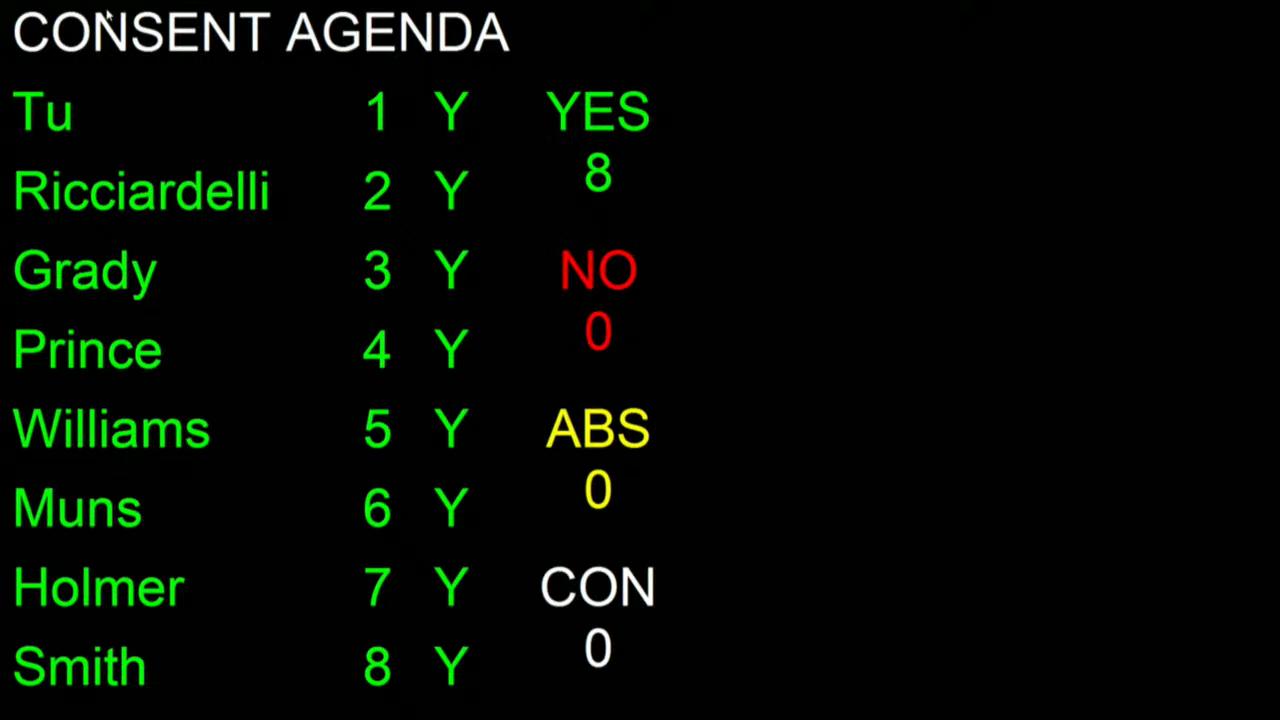 CONSENT AGENDA
Tu 1 Y YES
8
Ricciardelli 2 Y
Grady 3 Y NO
0
Prince 4 Y
Williams 5 Y ABS
0
Muns 6 Y
Holmer 7 Y CON
0
Smith 8 Y